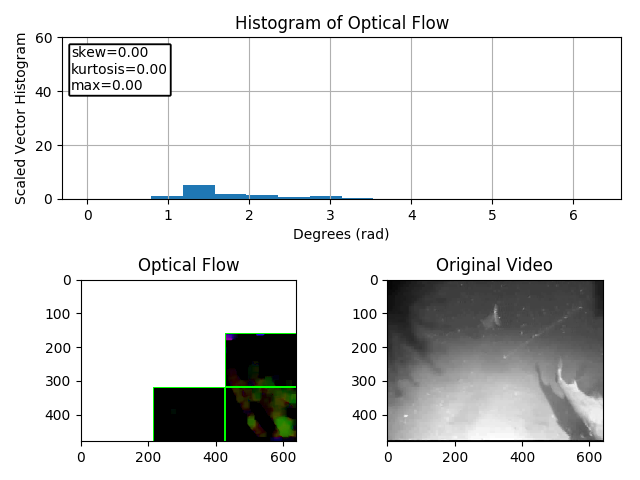 Histogram of Optical Flow
Scaled Vector Histogram
60
40
20
0
skew=0.00
kurtosis=0.00
max=0.00
0 1 2 3 4 5 6
Degrees (rad)
Optical Flow
0
100
200
300
400
0 200 400 600
Original Video
0
100
200
300
400
0 200 400 600